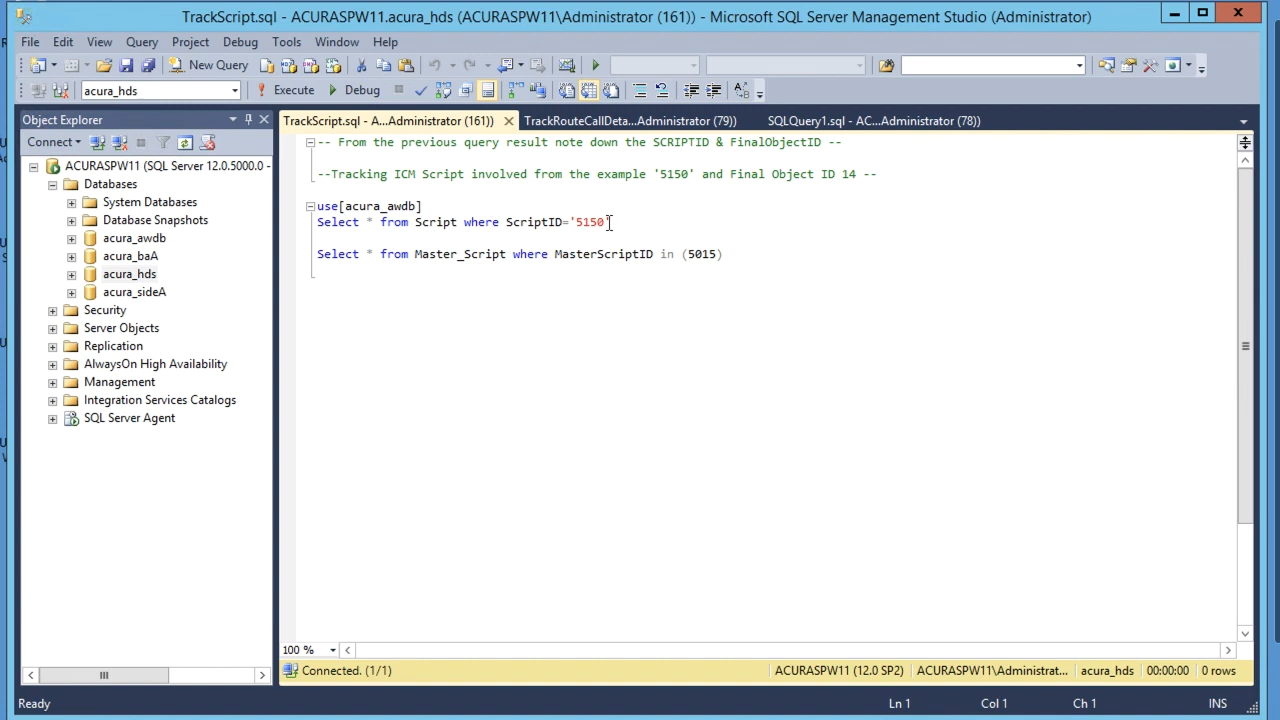 TrackScript.sql - ACURASPW11.acura_hds (ACURASPW11\Administrator (161)) - Microsoft SQL Server Management Studio (Administrator)
File Edit View Query Project Debug Tools Window Help
New Query
acura_hds Execute Debug
Object Explorer
Connect
ACURASPW11 (SQL Server 12.0.5000.0 -
Databases
System Databases
Database Snapshots
acura_awdb
acura_baA
acura_hds
acura_sideA
Security
Server Objects
Replication
AlwaysOn High Availability
Management
Integration Services Catalogs
SQL Server Agent
TrackScript.sql - A...Administrator (161)) TrackRouteCallDeta...Administrator (79)) SQLQuery1.sql - AC...Administrator (78))
-- From the previous query result note down the SCRIPTID & FinalObjectID --
--Tracking ICM Script involved from the example '5150' and Final Object ID 14 --
use[acura_awdb]
Select * from Script where ScriptID='5150'
Select * from Master_Script where MasterScriptID in (5015)
100 %
Connected. (1/1) ACURASPW11 (12.0 SP2) ACURASPW11\Administrat... acura_hds 00:00:00 0 rows
Ready Ln 1 Col 1 Ch 1 INS